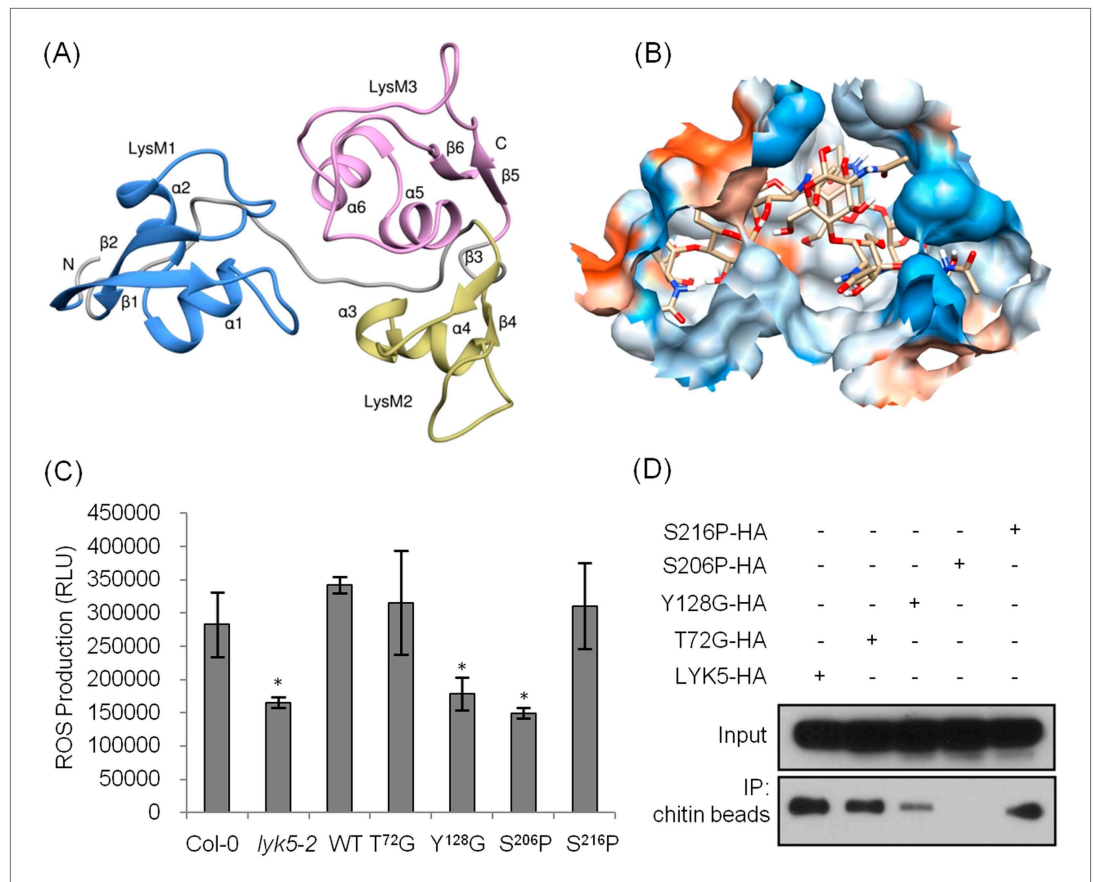 (A)
LysM3
LysM1
C
β6
β5
α2
α5
α6
β2
N
β3
β1
α1
α3
α4
β4
LysM2
(B)
(C)
ROS Production (RLU)
450000
400000
350000
300000
250000
200000
150000
100000
50000
0
* * *
Col-0 lyk5-2 WT T⁷²G Y¹²⁸G S²⁰⁶P S²¹⁶P
(D)
S216P-HA - - - - +
S206P-HA - - - + -
Y128G-HA - - + - -
T72G-HA - + - - -
LYK5-HA + - - - -
Input
IP:
chitin beads